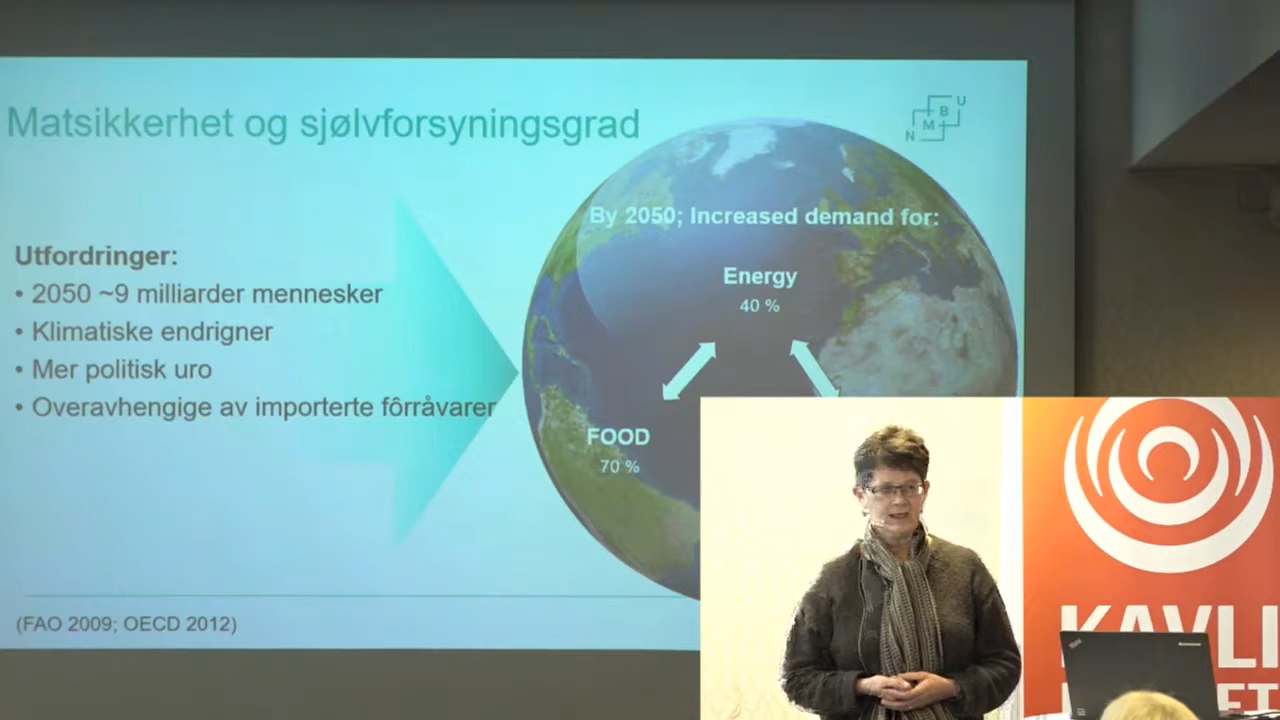 Matsikkerhet og sjølvforsyningsgrad
N M B U
By 2050; Increased demand for:
Energy
40 %
Utfordringer:
• 2050 ~9 milliarder mennesker
• Klimatiske endrigner
• Mer politisk uro
• Overavhengige av importerte fôrråvarer
FOOD
70 %
(FAO 2009; OECD 2012)
KAVLI